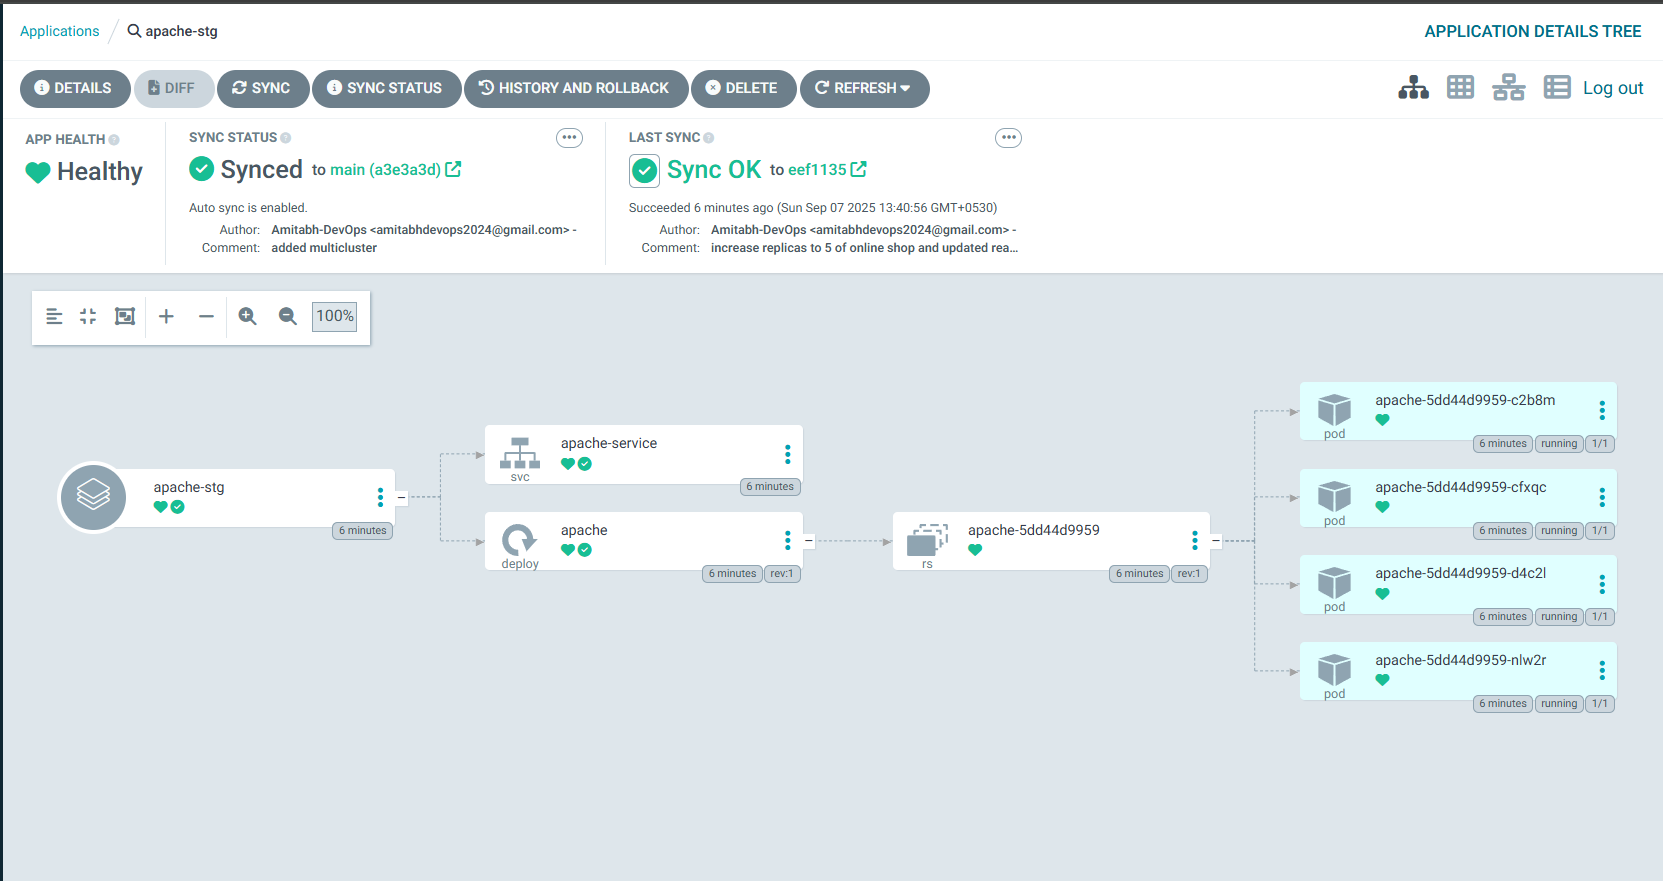 Applications / apache-stg
APPLICATION DETAILS TREE
DETAILS DIFF SYNC SYNC STATUS HISTORY AND ROLLBACK DELETE REFRESH
Log out
APP HEALTH
Healthy
SYNC STATUS
Synced to main (a3e3a3d)
Auto sync is enabled.
Author: Amitabh-DevOps <amitabhdevops2024@gmail.com> -
Comment: added multicluster
LAST SYNC
Sync OK to eef1135
Succeeded 6 minutes ago (Sun Sep 07 2025 13:40:56 GMT+0530)
Author: Amitabh-DevOps <amitabhdevops2024@gmail.com> -
Comment: increase replicas to 5 of online shop and updated rea...
100%
apache-stg
6 minutes
apache-service
svc
6 minutes
apache
deploy
6 minutes rev:1
apache-5dd44d9959
rs
6 minutes rev:1
apache-5dd44d9959-c2b8m
pod
6 minutes running 1/1
apache-5dd44d9959-cfxqc
pod
6 minutes running 1/1
apache-5dd44d9959-d4c2l
pod
6 minutes running 1/1
apache-5dd44d9959-nlw2r
pod
6 minutes running 1/1